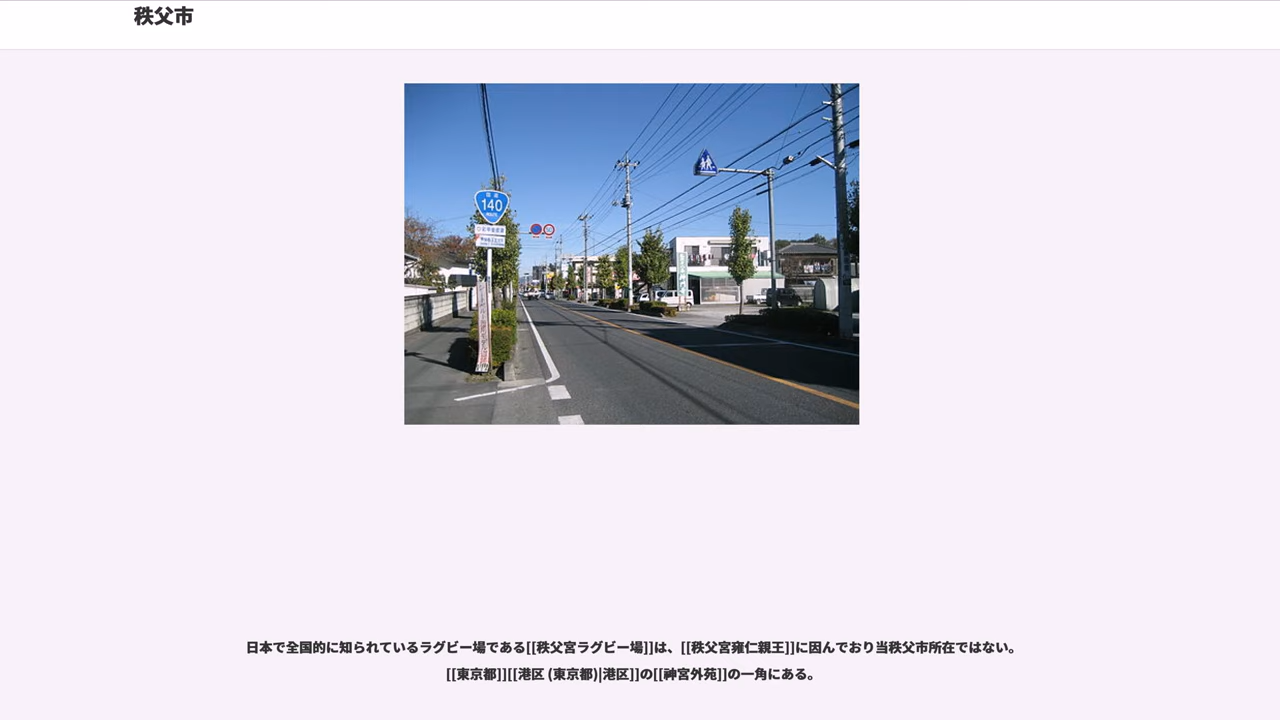 秩父市
140
日本で全国的に知られているラグビー場である[[秩父宮ラグビー場]]は、[[秩父宮雍仁親王]]に因んでおり当秩父市所在ではない。
[[東京都]][[港区 (東京都)|港区]]の[[神宮外苑]]の一角にある。